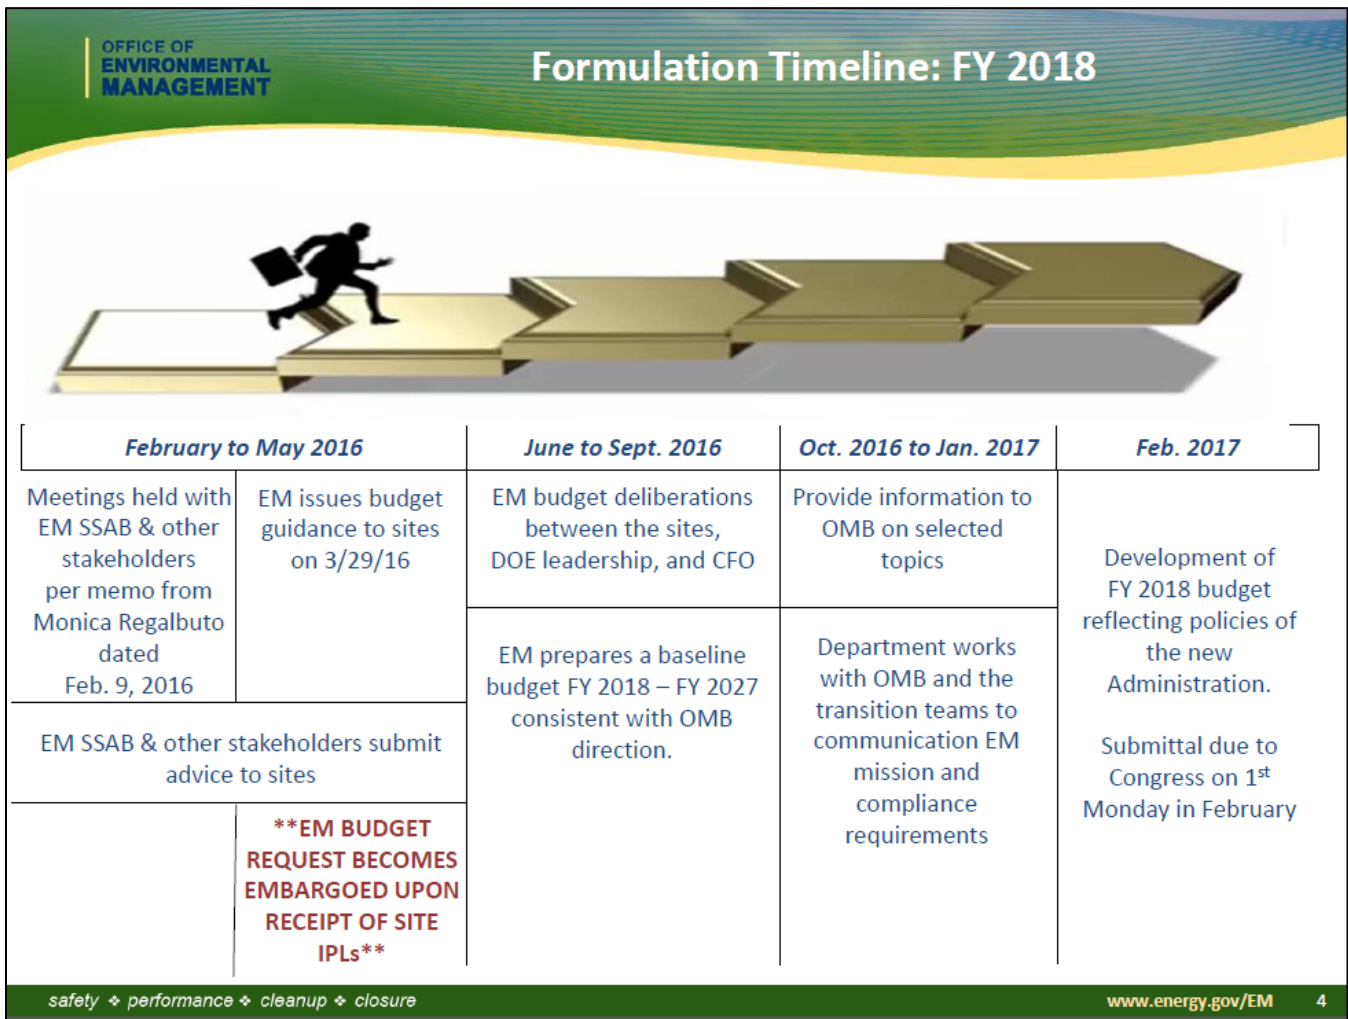 OFFICE OF
ENVIRONMENTAL
MANAGEMENT
Formulation Timeline: FY 2018
February to May 2016
June to Sept. 2016
Oct. 2016 to Jan. 2017
Feb. 2017
Meetings held with
EM SSAB & other
stakeholders
per memo from
Monica Regalbuto
dated
Feb. 9, 2016
EM issues budget
guidance to sites
on 3/29/16
EM SSAB & other stakeholders submit
advice to sites
**EM BUDGET
REQUEST BECOMES
EMBARGOED UPON
RECEIPT OF SITE
IPLs**
EM budget deliberations
between the sites,
DOE leadership, and CFO
EM prepares a baseline
budget FY 2018 – FY 2027
consistent with OMB
direction.
Provide information to
OMB on selected
topics
Department works
with OMB and the
transition teams to
communication EM
mission and
compliance
requirements
Development of
FY 2018 budget
reflecting policies of
the new
Administration.
Submittal due to
Congress on 1st
Monday in February
safety ❖ performance ❖ cleanup ❖ closure
www.energy.gov/EM 4